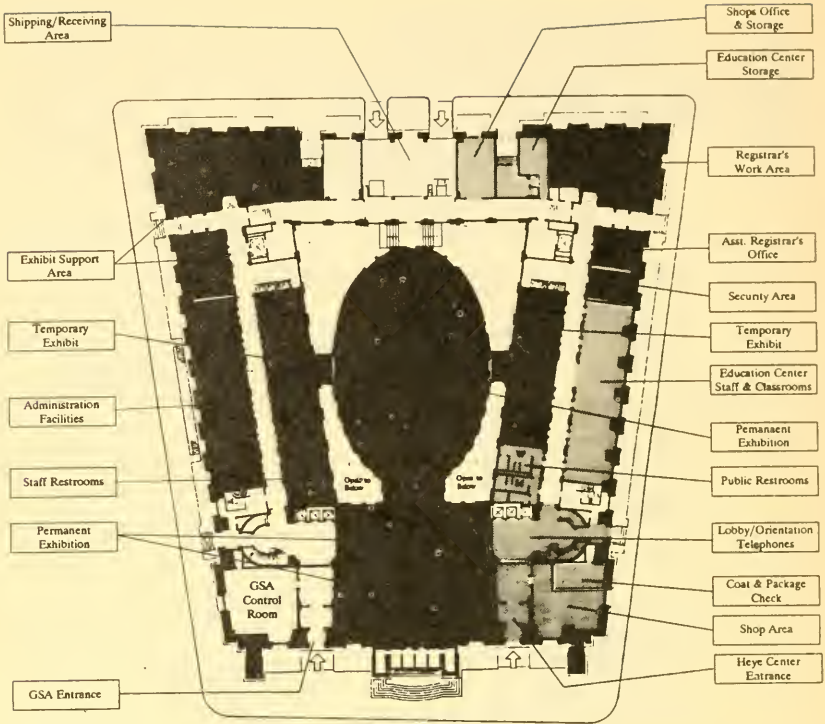 Shipping/Receiving
Area
Exhibit Support
Area
Temporary
Exhibit
Administration
Facilities
Staff Restrooms
Permanent
Exhibition
GSA Entrance
Open to
Below
Open to
Below
GSA
Control
Room
Shops Office
& Storage
Education Center
Storage
Registrar's
Work Area
Asst. Registrar's
Office
Security Area
Temporary
Exhibit
Education Center
Staff & Classrooms
Pemanaent
Exhibition
Public Restrooms
Lobby/Orientation
Telephones
Coat & Package
Check
Shop Area
Heye Center
Entrance